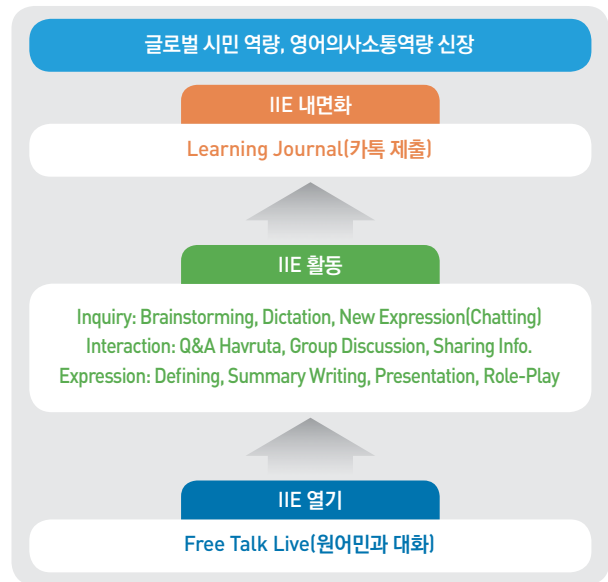 글로벌 시민 역량, 영어의사소통역량 신장
IIE 내면화
Learning Journal(카톡 제출)
IIE 활동
Inquiry: Brainstorming, Dictation, New Expression(Chatting)
Interaction: Q&A Havruta, Group Discussion, Sharing Info.
Expression: Defining, Summary Writing, Presentation, Role-Play
IIE 열기
Free Talk Live(원어민과 대화)